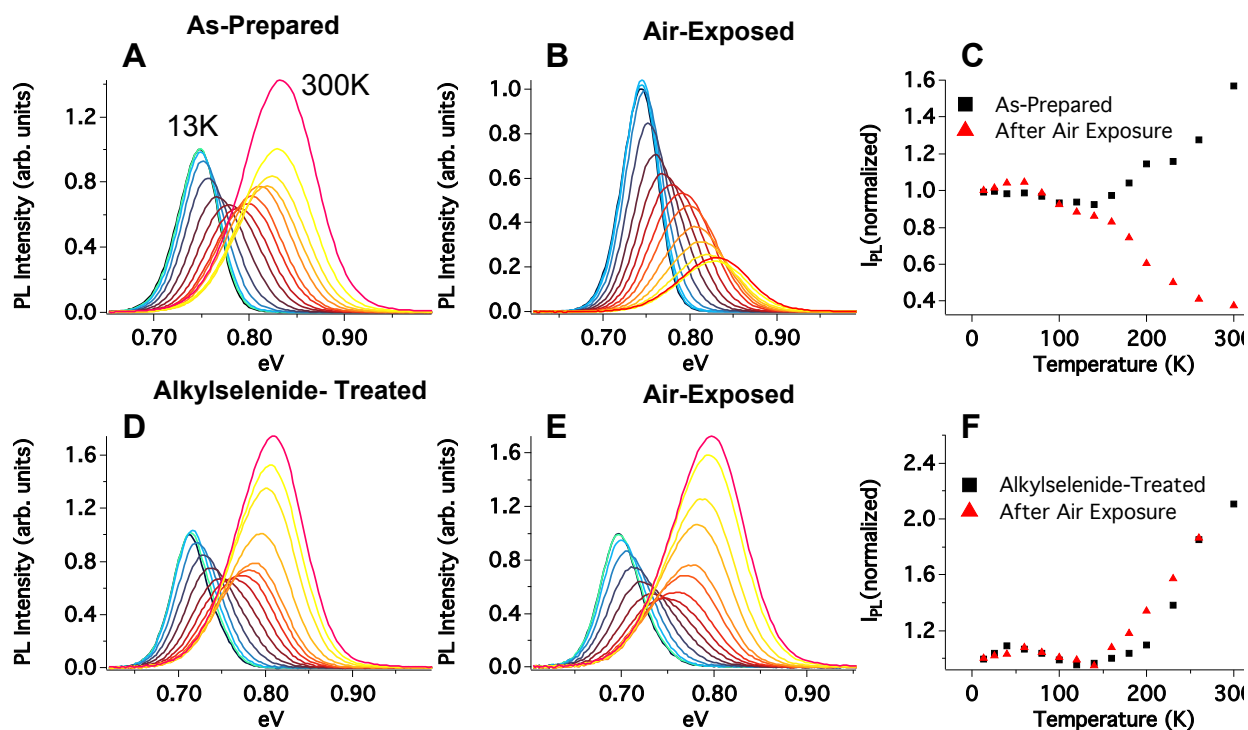 As-Prepared
A
300K
13K
PL Intensity (arb. units)
1.2
0.8
0.4
0.0
0.70
0.80
0.90
eV
Air-Exposed
B
PL Intensity (arb. units)
1.0
0.8
0.6
0.4
0.2
0.0
0.70
0.80
0.90
eV
C
IPL(normalized)
1.6
1.4
1.2
1.0
0.8
0.6
0.4
As-Prepared
After Air Exposure
0
100
200
300
Temperature (K)
Alkylselenide- Treated
D
PL Intensity (arb. units)
1.6
1.2
0.8
0.4
0.0
0.70
0.80
0.90
eV
Air-Exposed
E
PL Intensity (arb. units)
1.6
1.2
0.8
0.4
0.0
0.70
0.80
0.90
eV
F
IPL(normalized)
2.4
2.0
1.6
1.2
Alkylselenide-Treated
After Air Exposure
0
100
200
300
Temperature (K)